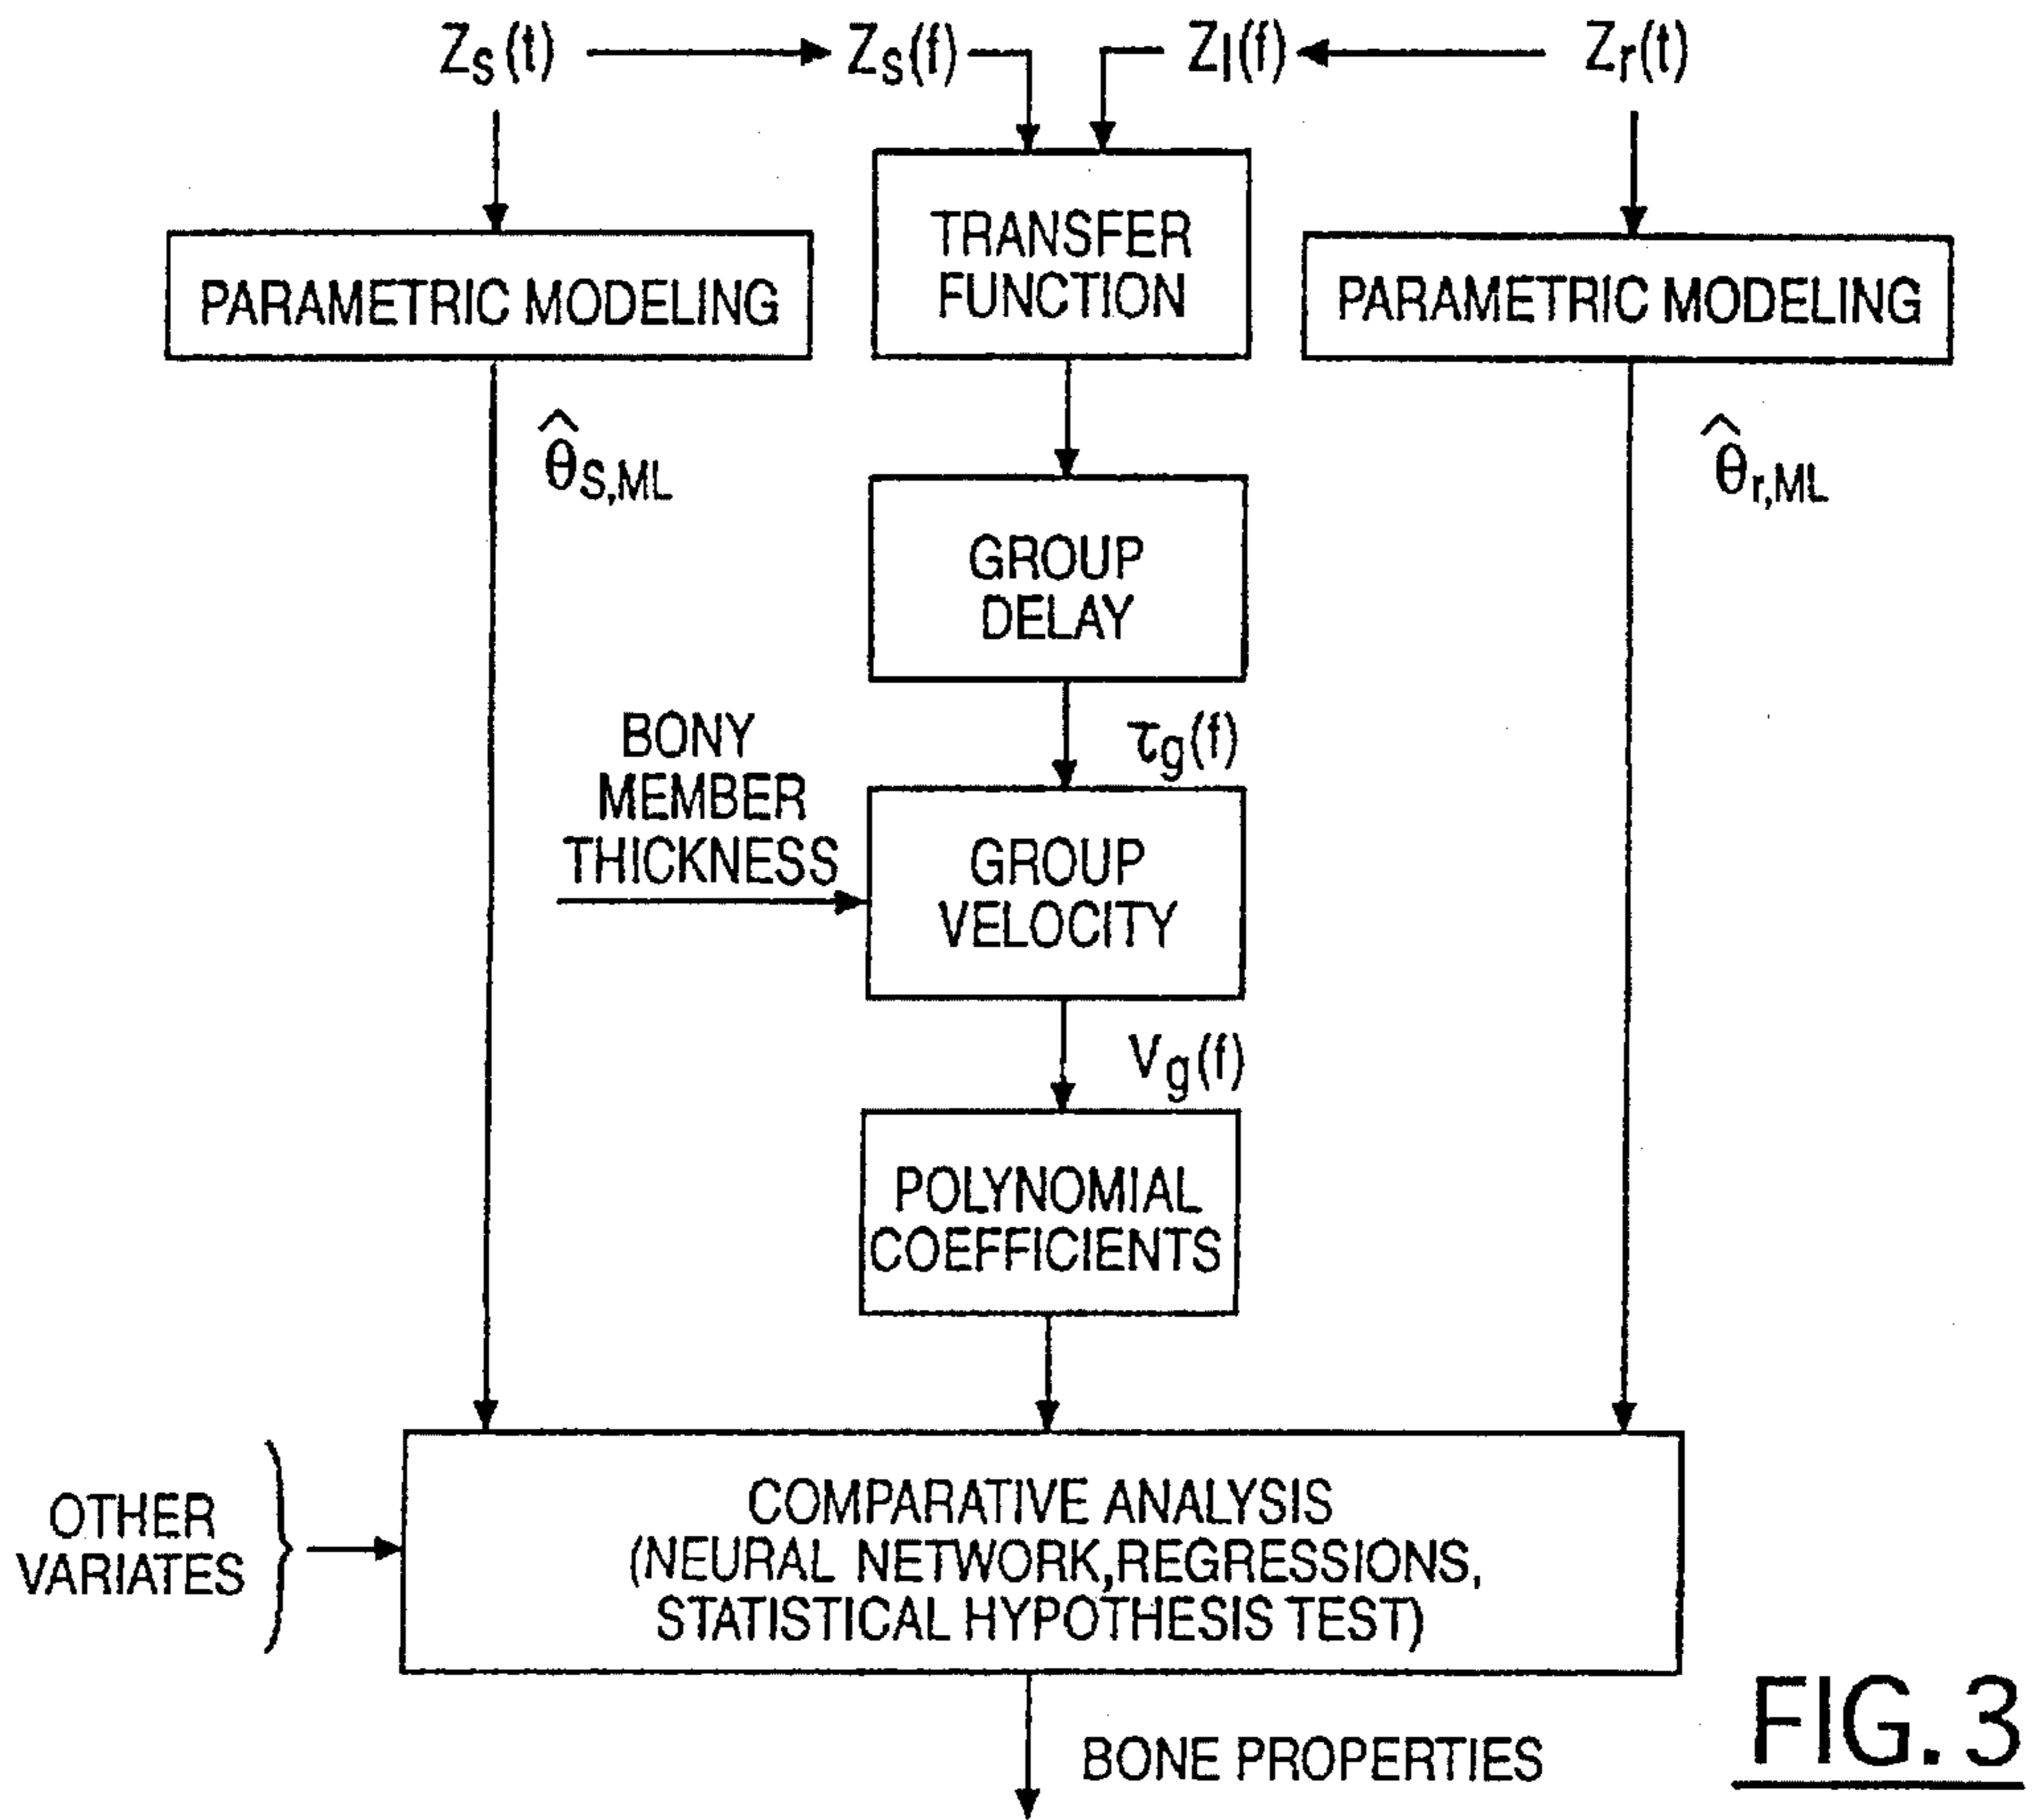 Zs(t) Zs(f) Zl(f) Zr(t)
TRANSFER
FUNCTION
PARAMETRIC MODELING
PARAMETRIC MODELING
θ̂S,ML
θ̂r,ML
GROUP
DELAY
τg(f)
BONY
MEMBER
THICKNESS
GROUP
VELOCITY
Vg(f)
POLYNOMIAL
COEFFICIENTS
OTHER
VARIATES
COMPARATIVE ANALYSIS
(NEURAL NETWORK,REGRESSIONS,
STATISTICAL HYPOTHESIS TEST)
BONE PROPERTIES
FIG. 3